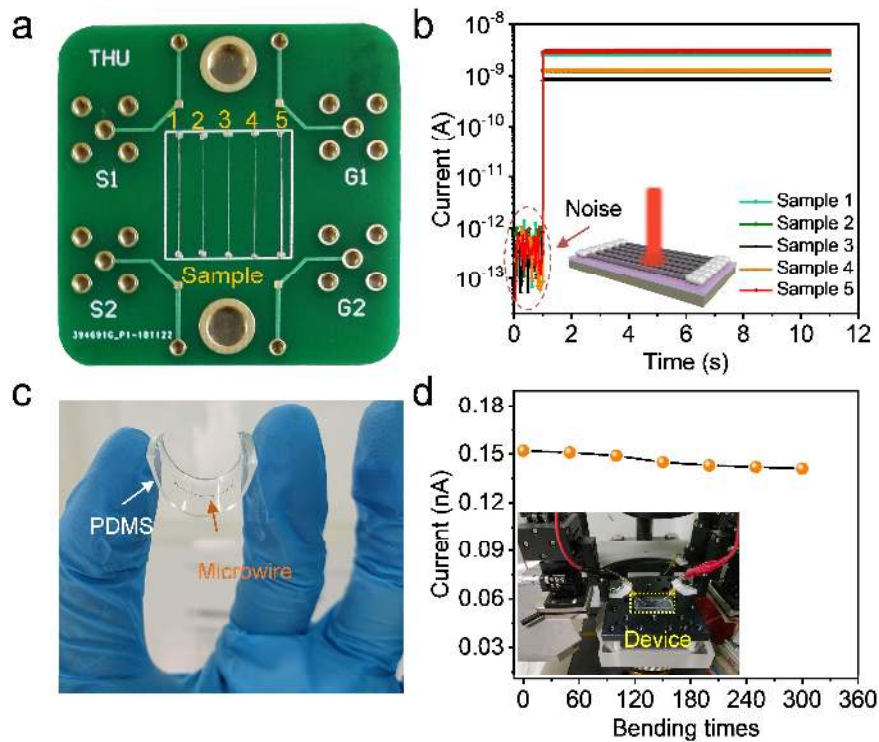 a
THU
1 2 3 4 5
S1
G1
Sample
S2
G2
394691G_P1-181122
b
Current (A)
10⁻⁸
10⁻⁹
10⁻¹⁰
10⁻¹¹
10⁻¹²
10⁻¹³
Noise
Sample 1
Sample 2
Sample 3
Sample 4
Sample 5
0 2 4 6 8 10 12
Time (s)
c
PDMS
Microwire
d
Current (nA)
0.18
0.15
0.12
0.09
0.06
0.03
Device
0 60 120 180 240 300 360
Bending times